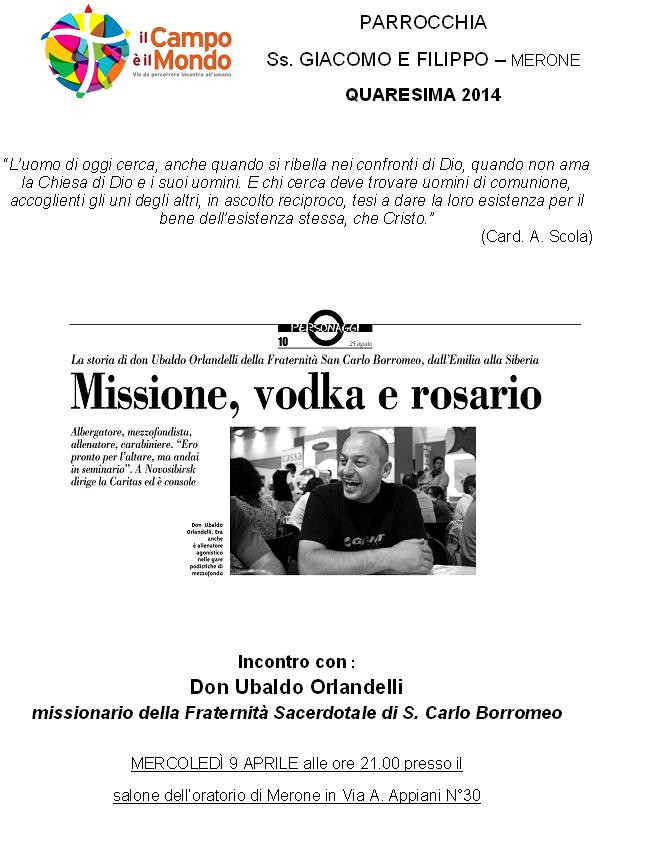 il Campo
è il Mondo
Vie da percorrere incontro all'umano
PARROCCHIA
Ss. GIACOMO E FILIPPO – MERONE
QUARESIMA 2014
“L’uomo di oggi cerca, anche quando si ribella nei confronti di Dio, quando non ama
la Chiesa di Dio e i suoi uomini. E chi cerca deve trovare uomini di comunione,
accoglienti gli uni degli altri, in ascolto reciproco, tesi a dare la loro esistenza per il
bene dell’esistenza stessa, che Cristo.”
(Card. A. Scola)
PERSONAGGI
10 25 agosto
La storia di don Ubaldo Orlandelli della Fraternità San Carlo Borromeo, dall'Emilia alla Siberia
Missione, vodka e rosario
Albergatore, mezzofondista,
allenatore, carabiniere. “Ero
pronto per l'altare, ma andai
in seminario”. A Novosibirsk
dirige la Caritas ed è console
cassa
GIANT
Don Ubaldo
Orlandelli. Era
anche
è allenatore
agonistico
nelle gare
podistiche di
mezzofondo
Incontro con :
Don Ubaldo Orlandelli
missionario della Fraternità Sacerdotale di S. Carlo Borromeo
MERCOLEDÌ 9 APRILE alle ore 21.00 presso il
salone dell’oratorio di Merone in Via A. Appiani N°30